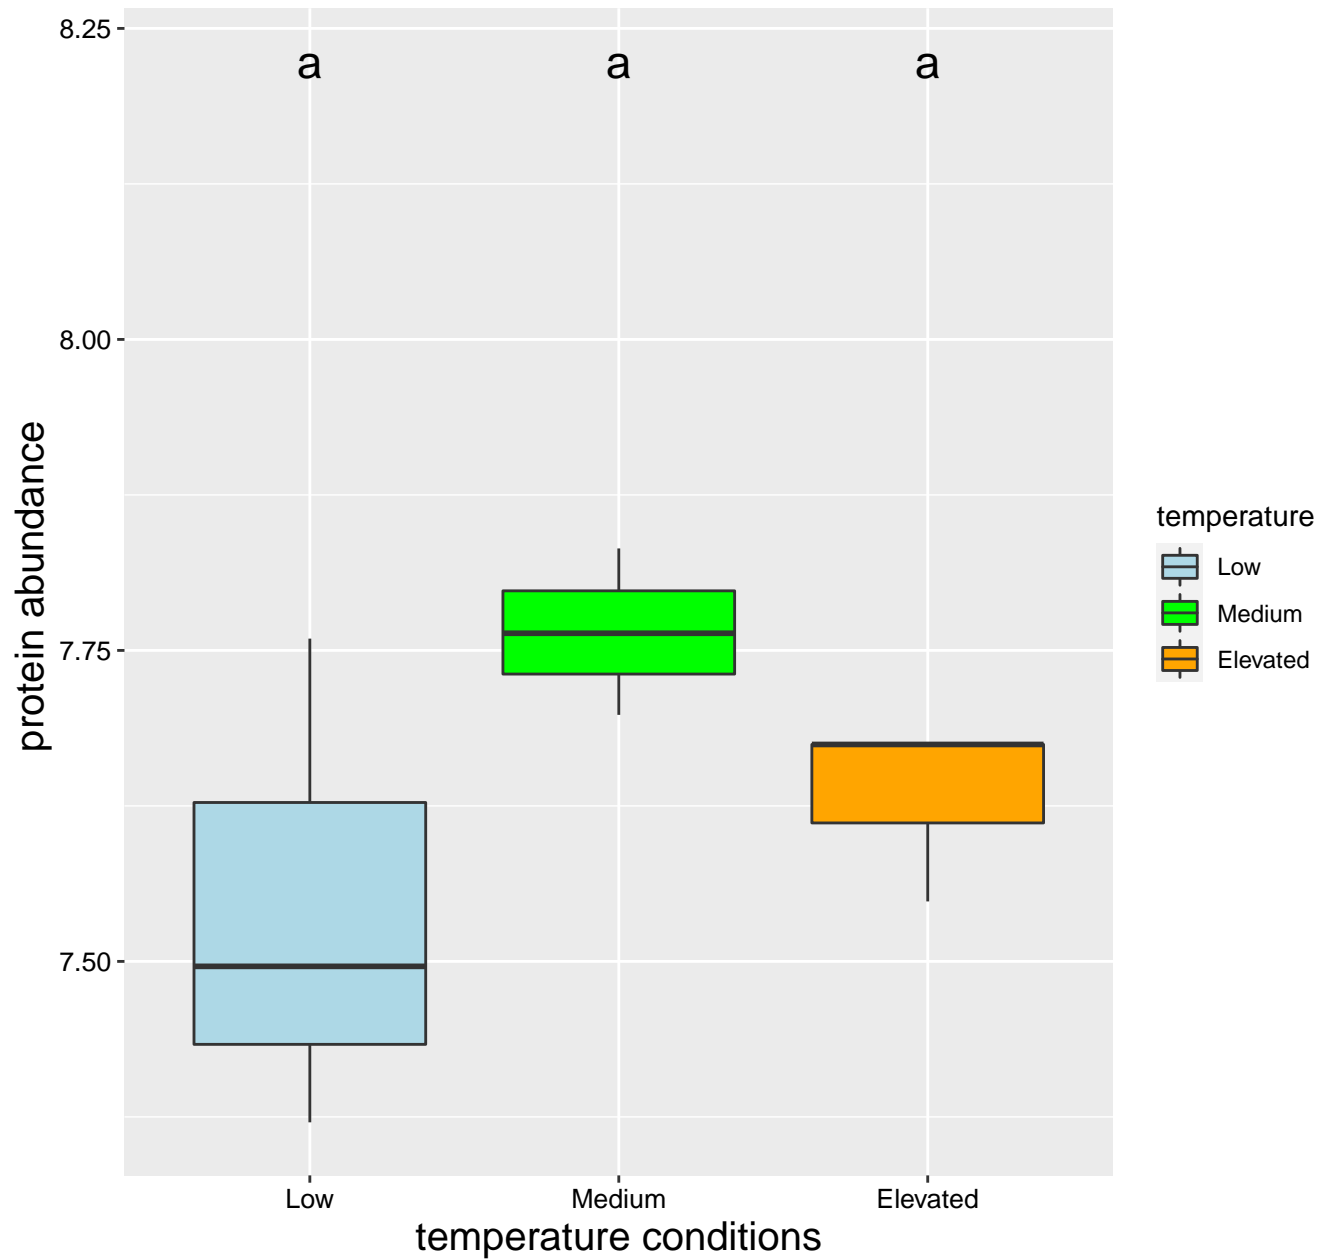 8.25
8.00
7.75
7.50
protein abundance
a a a
Low Medium Elevated
temperature conditions
temperature
Low
Medium
Elevated